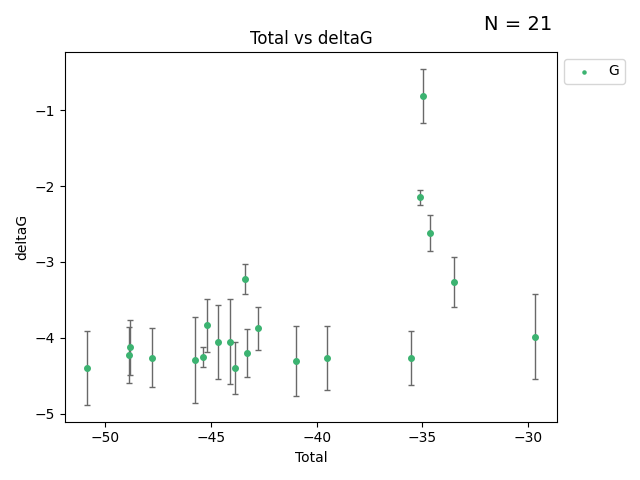 N = 21
Total vs deltaG
G
−1
−2
−3
−4
−5
deltaG
−50 −45 −40 −35 −30
Total